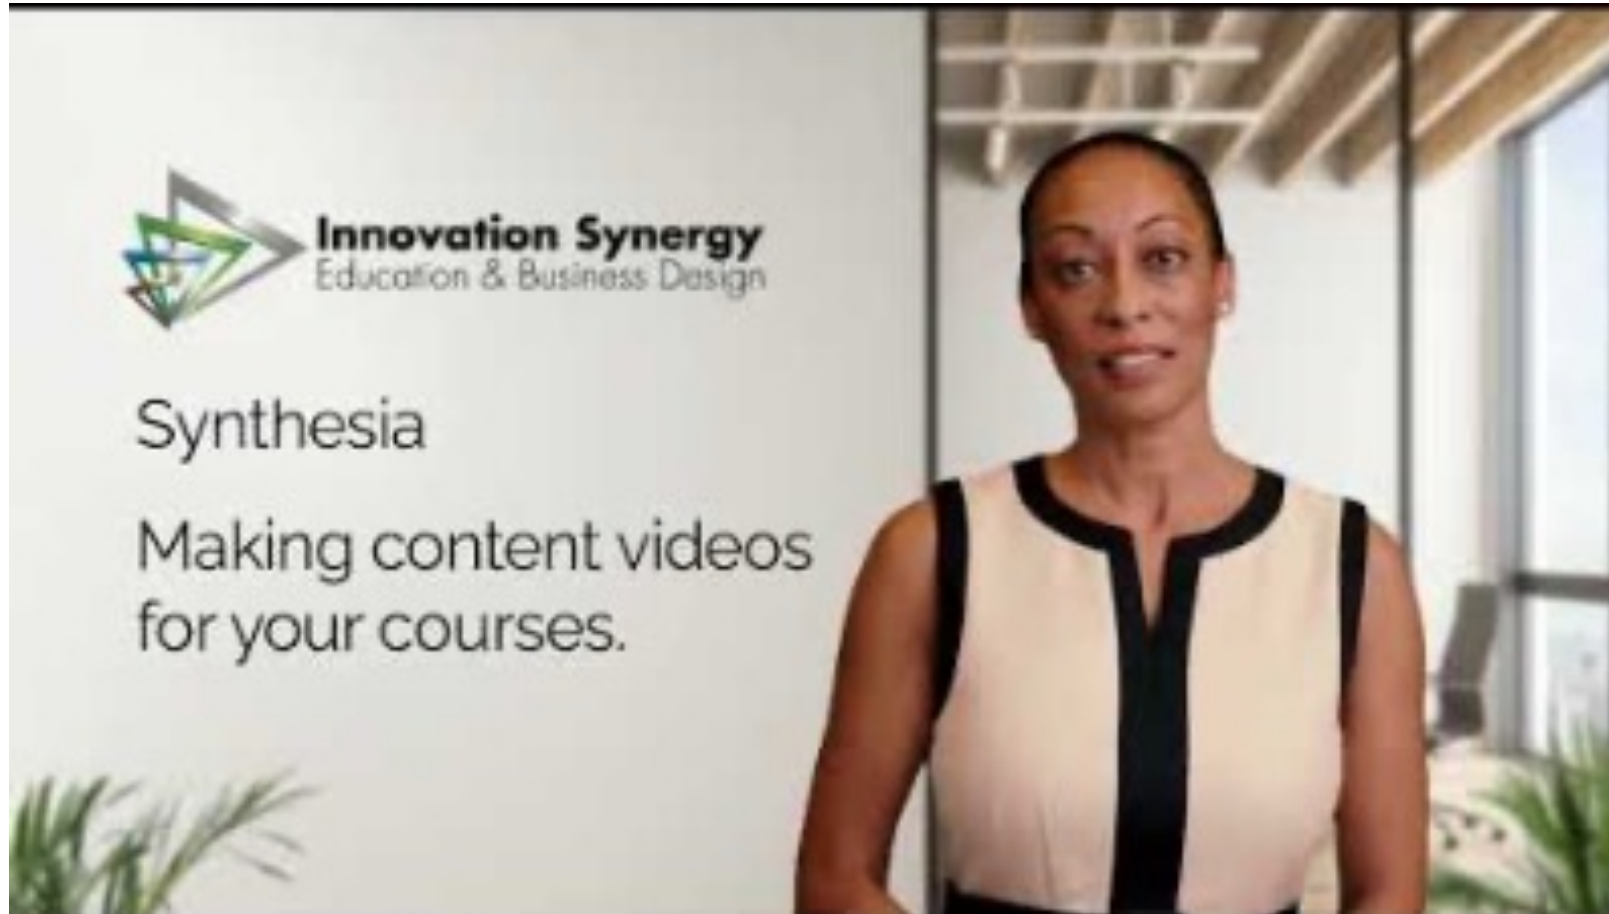 Innovation Synergy
Education & Business Design
Synthesia
Making content videos
for your courses.